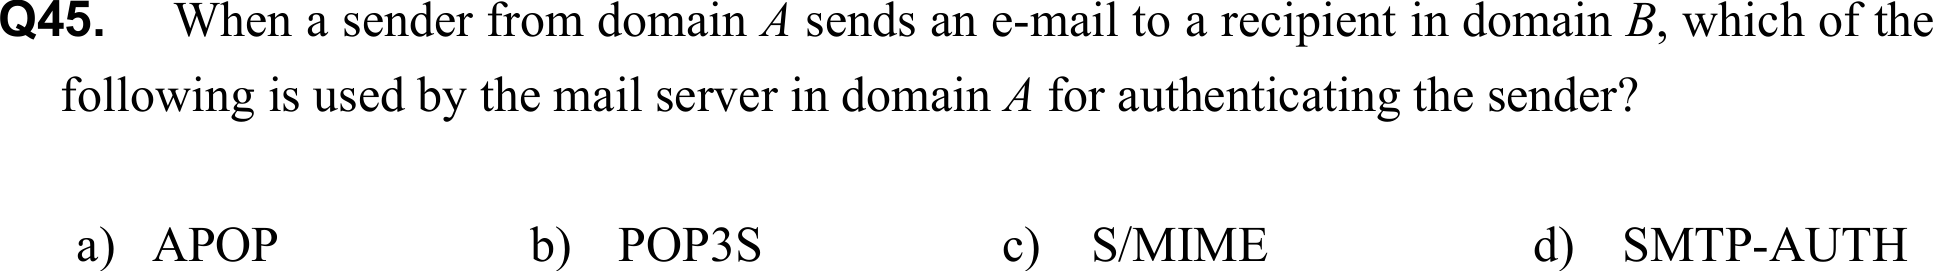 Q45. When a sender from domain A sends an e-mail to a recipient in domain B, which of the
following is used by the mail server in domain A for authenticating the sender?
a) APOP b) POP3S c) S/MIME d) SMTP-AUTH